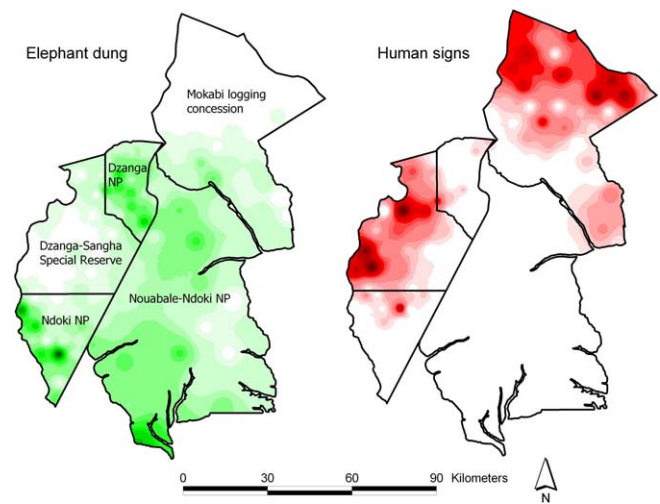 Elephant dung
Human signs
Mokabi logging
concession
Dzanga
NP
Dzanga-Sangha
Special Reserve
Nouabale-Ndoki NP
Ndoki NP
0 30 60 90 Kilometers
N